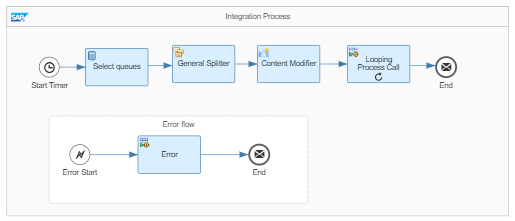 SAP
Integration Process
Start Timer
Select queues
General Splitter
Content Modifier
Looping
Process Call
End
Error flow
Error Start
Error
End